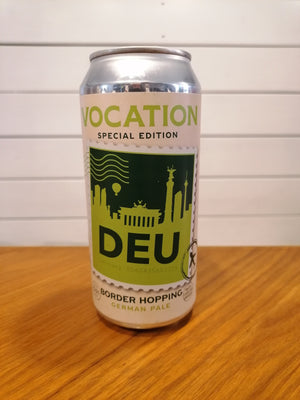 VOCATION
SPECIAL EDITION
DEU
BORDER HOPPING
GERMAN PALE